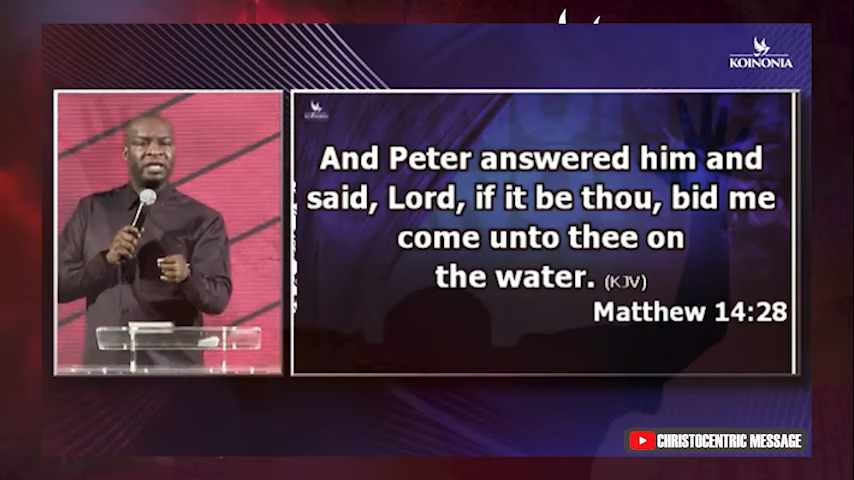 KOINONIA
And Peter answered him and
said, Lord, if it be thou, bid me
come unto thee on
the water. (KJV)
Matthew 14:28
CHRISTOCENTRIC MESSAGE